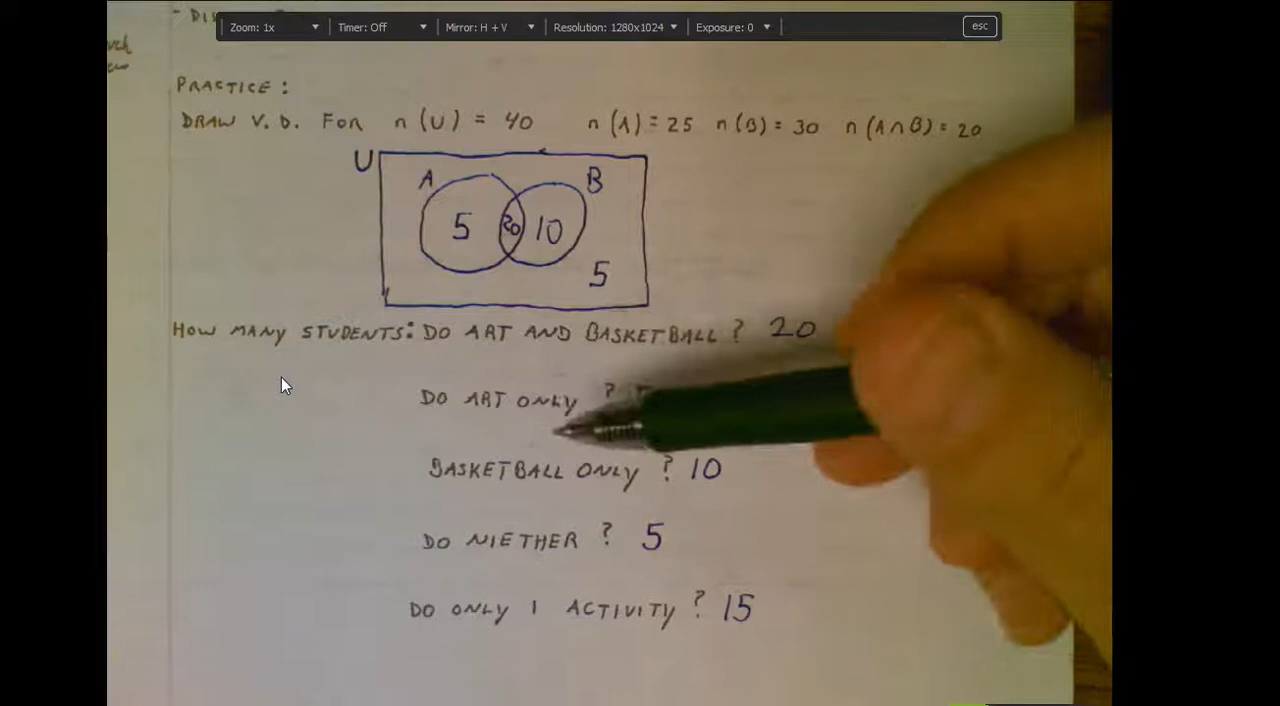 Zoom: 1x Timer: Off Mirror: H + V Resolution: 1280x1024 Exposure: 0 esc
PRACTICE:
DRAW V. D. FOR n(U) = 40 n(A) = 25 n(B) = 30 n(A∩B) = 20
U
A B
5 20 10
5
HOW MANY STUDENTS: DO ART AND BASKETBALL? 20
DO ART ONLY ?
BASKETBALL ONLY ? 10
DO NIETHER ? 5
DO ONLY 1 ACTIVITY ? 15